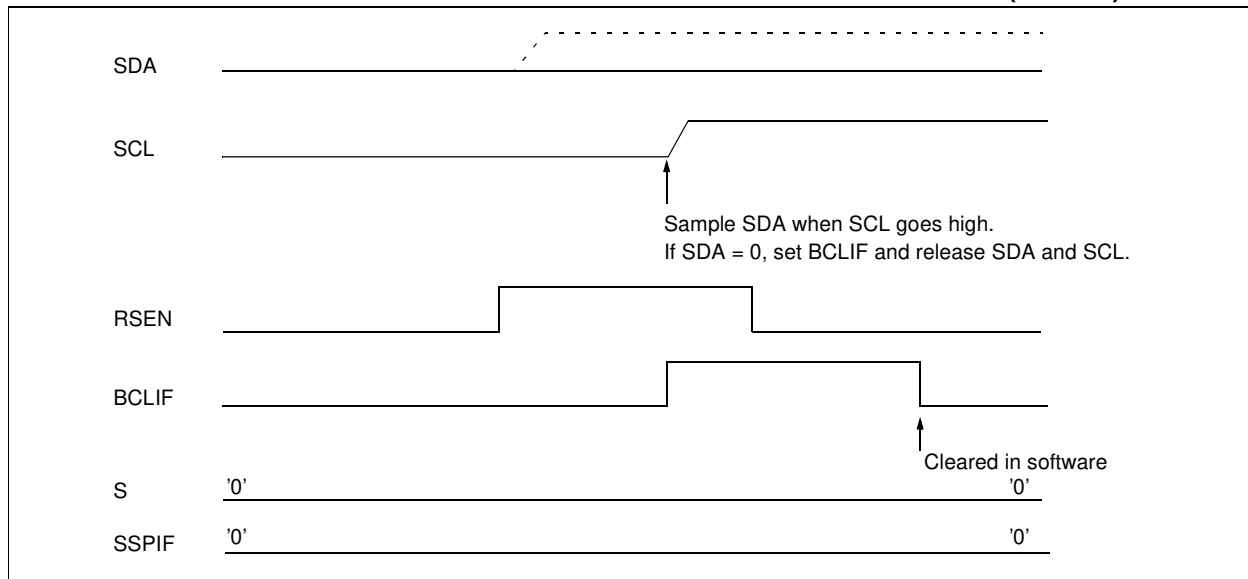 SDA
SCL
Sample SDA when SCL goes high.
If SDA = 0, set BCLIF and release SDA and SCL.
RSEN
BCLIF
Cleared in software
S '0' '0'
SSPIF '0' '0'